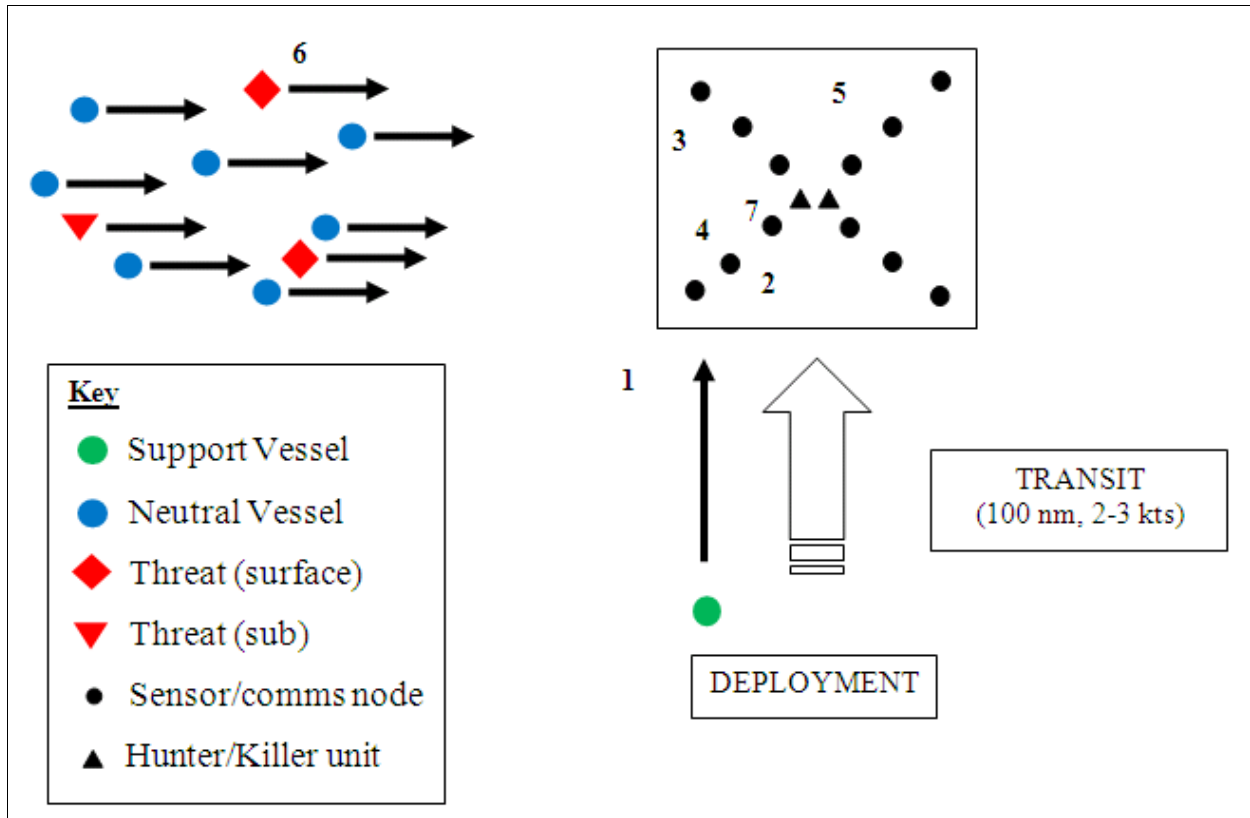 6
5
3
7
4
2
1
Key
Support Vessel
Neutral Vessel
Threat (surface)
Threat (sub)
Sensor/comms node
Hunter/Killer unit
TRANSIT
(100 nm, 2-3 kts)
DEPLOYMENT